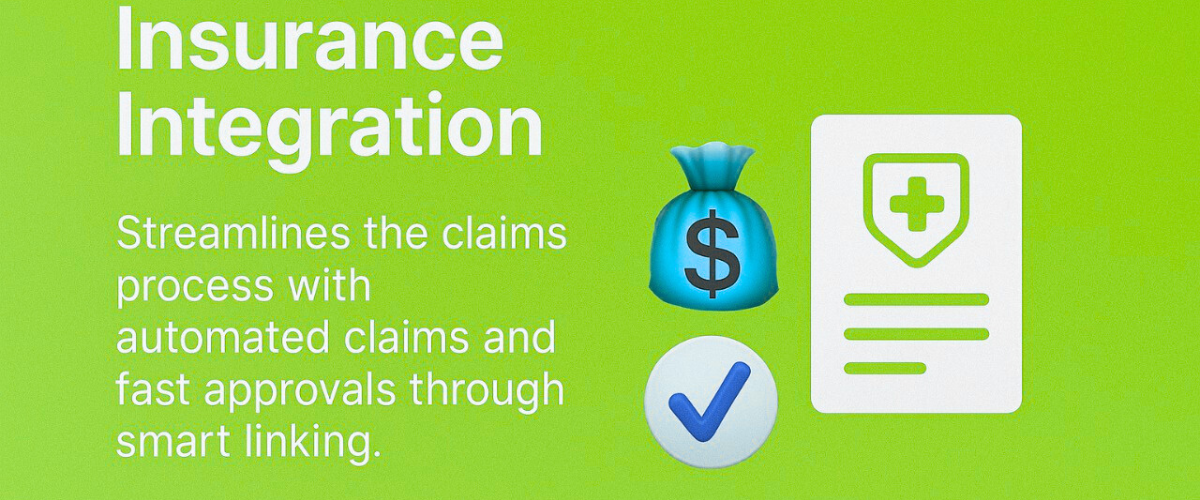 Insurance
Integration
Streamlines the claims
process with
automated claims and
fast approvals through
smart linking.
$